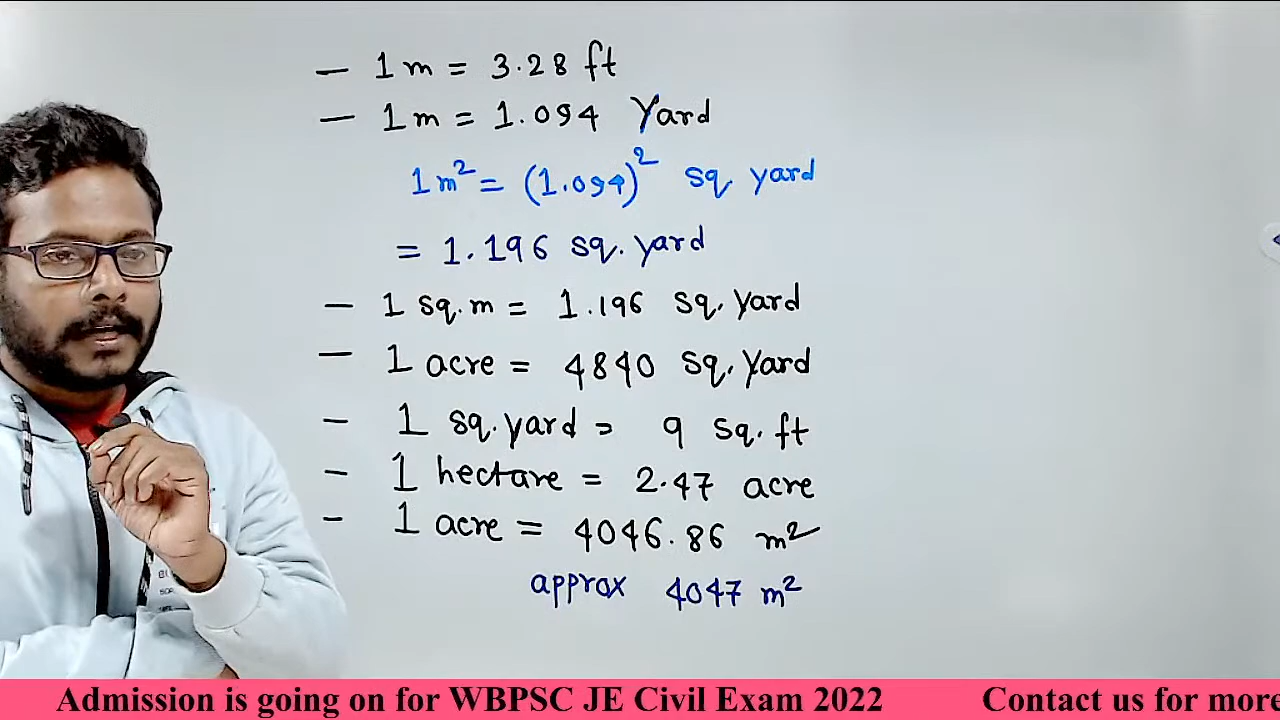 — 1 m = 3.28 ft
— 1 m = 1.094 Yard
1 m² = (1.094)² sq yard
= 1.196 sq. yard
— 1 sq.m = 1.196 sq. Yard
— 1 acre = 4840 sq. Yard
- 1 sq. yard = 9 sq. ft
- 1 hectare = 2.47 acre
- 1 acre = 4046.86 m²
approx 4047 m²
Admission is going on for WBPSC JE Civil Exam 2022 Contact us for more